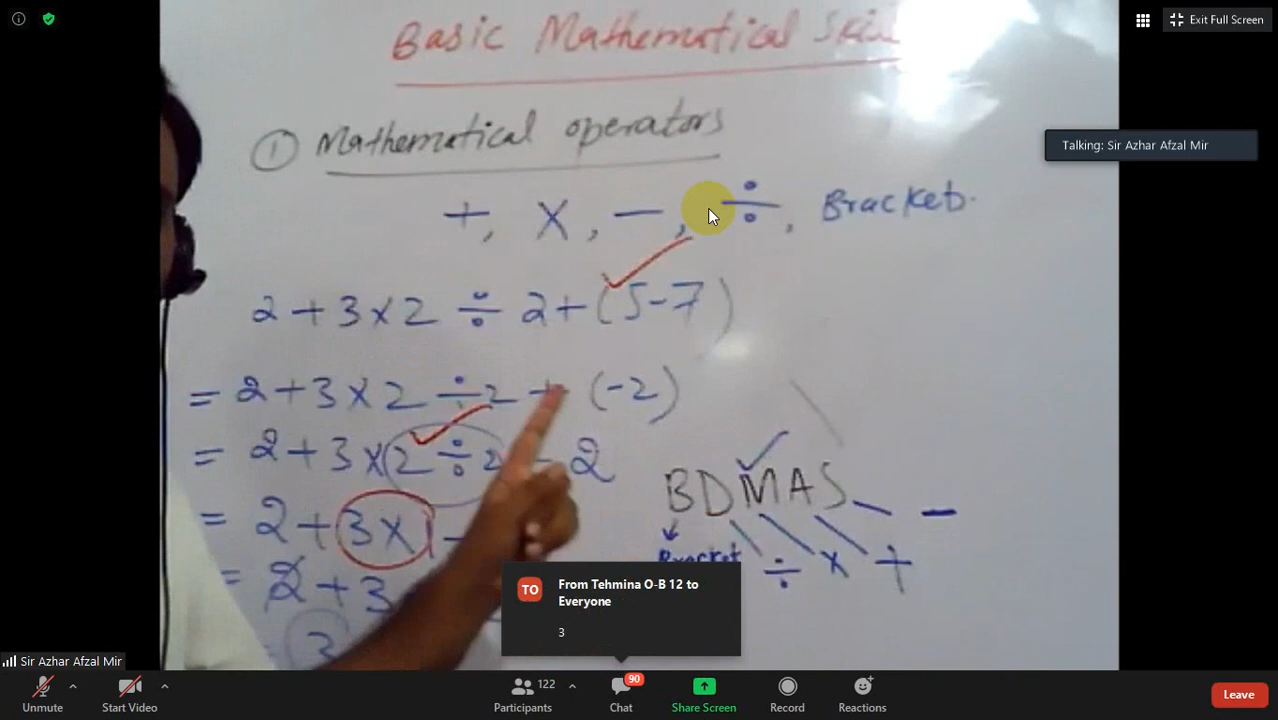 Exit Full Screen
Basic Mathematical
① Mathematical operators
Talking: Sir Azhar Afzal Mir
+, ×, −, ÷, Bracket.
2 + 3 × 2 ÷ 2 + (5 − 7)
= 2 + 3 × 2 ÷ 2 + (−2)
= 2 + 3 × (2 ÷ 2) − 2
BDMAS −
= 2 + 3 × 1 −
Bracket ÷ × +
= 2 + 3
3
TO From Tehmina O-B 12 to
Everyone
3
Sir Azhar Afzal Mir
122 90
Unmute Start Video Participants Chat Share Screen Record Reactions Leave